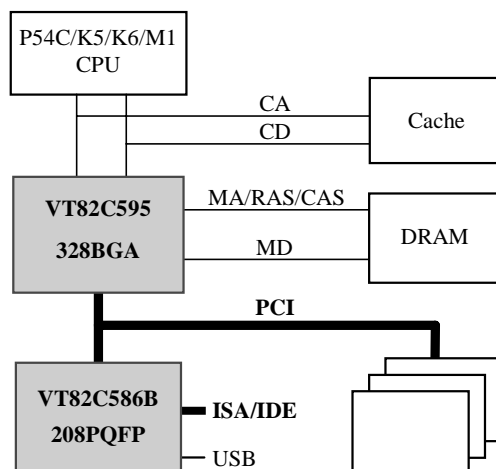 P54C/K5/K6/M1
CPU
CA
Cache
CD
VT82C595
MA/RAS/CAS
328BGA
DRAM
MD
PCI
VT82C586B
ISA/IDE
208PQFP
USB